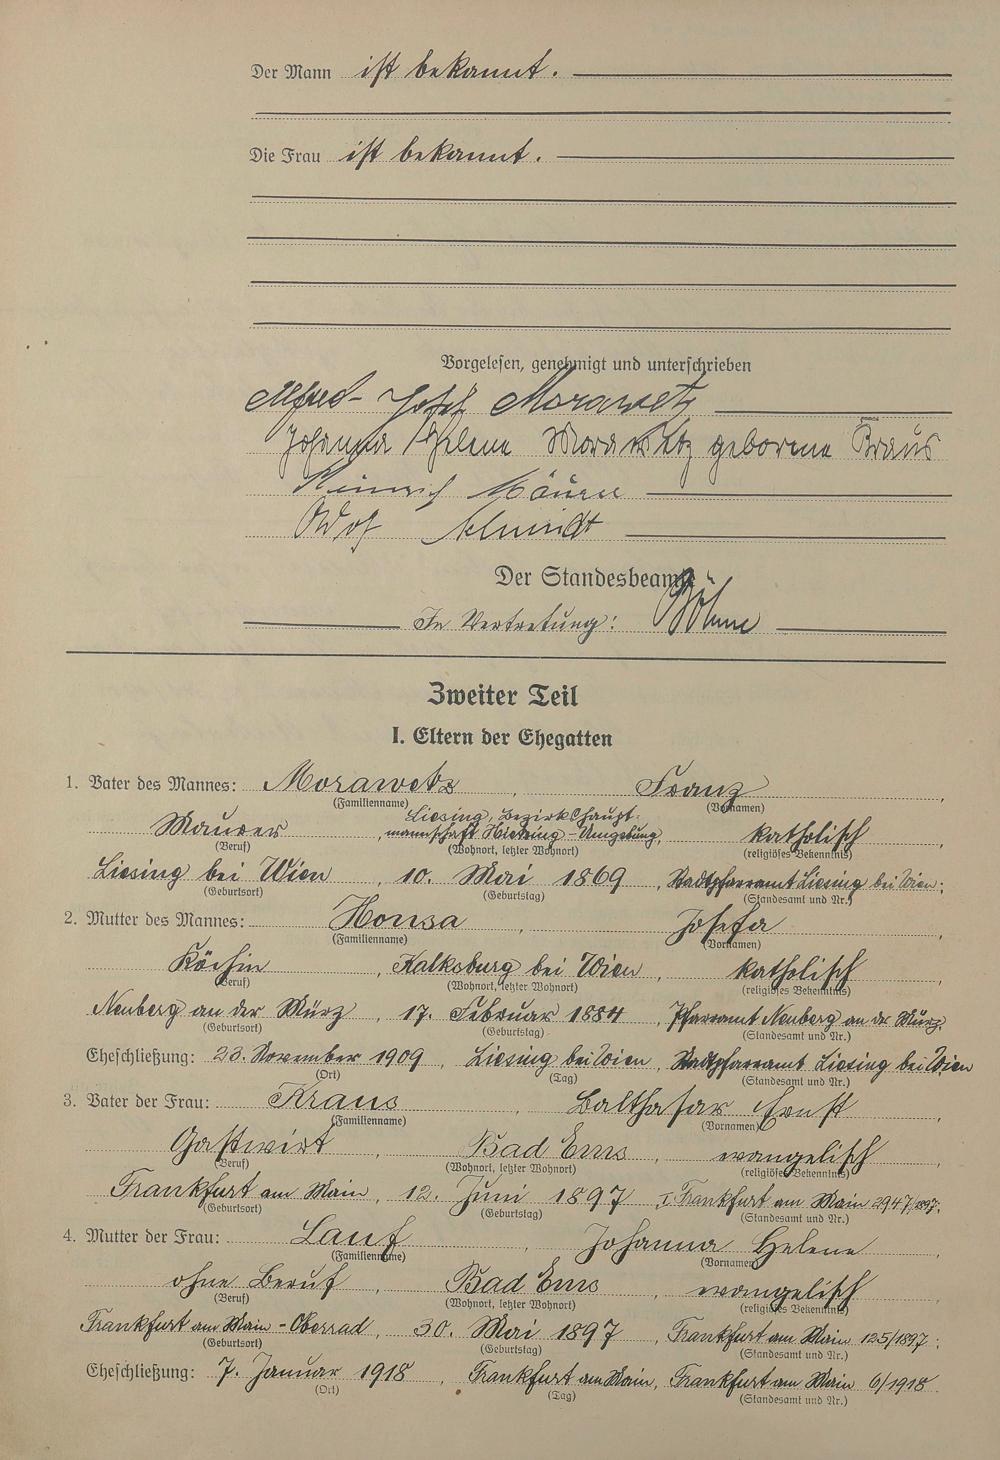 Der Mann ist bekannt.
Die Frau ist bekannt.
Vorgelesen, genehmigt und unterschrieben
Alfred-Josef Morawetz
Johanna Helene Morawetz geborene Kraus
Heinrich Mäurer
Adolf Schmidt
Der Standesbeamte
In Vertretung: Böhme
Zweiter Teil
I. Eltern der Ehegatten
1. Vater des Mannes: Morawetz, Franz,
(Familienname) (Vornamen)
Liesing, Bezirkshaupt-
Maurer mannschaft Hietzing-Umgebung, katholisch,
(Beruf) (Wohnort, letzter Wohnort) (religiöses Bekenntnis)
Liesing bei Wien, 10. Mai 1869, Stadtpfarramt Liesing bei Wien;
(Geburtsort) (Geburtstag) (Standesamt und Nr.)
2. Mutter des Mannes: Honsa, Josefa,
(Familienname) (Vornamen)
Köchin, Kalksburg bei Wien, katholisch,
(Beruf) (Wohnort, letzter Wohnort) (religiöses Bekenntnis)
Neuberg an der Mürz, 17. Februar 1884, Pfarramt Neuberg an der Mürz;
(Geburtsort) (Geburtstag) (Standesamt und Nr.)
Eheschließung: 23. November 1909, Liesing bei Wien, Stadtpfarramt Liesing bei Wien
(Ort) (Tag) (Standesamt und Nr.)
3. Vater der Frau: Kraus, Balthasar Ernst,
(Familienname) (Vornamen)
Gastwirt, Bad Ems, evangelisch,
(Beruf) (Wohnort, letzter Wohnort) (religiöses Bekenntnis)
Frankfurt am Main, 12. Juni 1897, I. Frankfurt am Main 2947/1897;
(Geburtsort) (Geburtstag) (Standesamt und Nr.)
4. Mutter der Frau: Lauf, Johanna Helene,
(Familienname) (Vornamen)
ohne Beruf, Bad Ems, evangelisch,
(Beruf) (Wohnort, letzter Wohnort) (religiöses Bekenntnis)
Frankfurt am Main-Oberrad, 30. Mai 1897, Frankfurt am Main 125/1897;
(Geburtsort) (Geburtstag) (Standesamt und Nr.)
Eheschließung: 7. Januar 1918, Frankfurt am Main, Frankfurt am Main 6/1918.
(Ort) (Tag) (Standesamt und Nr.)